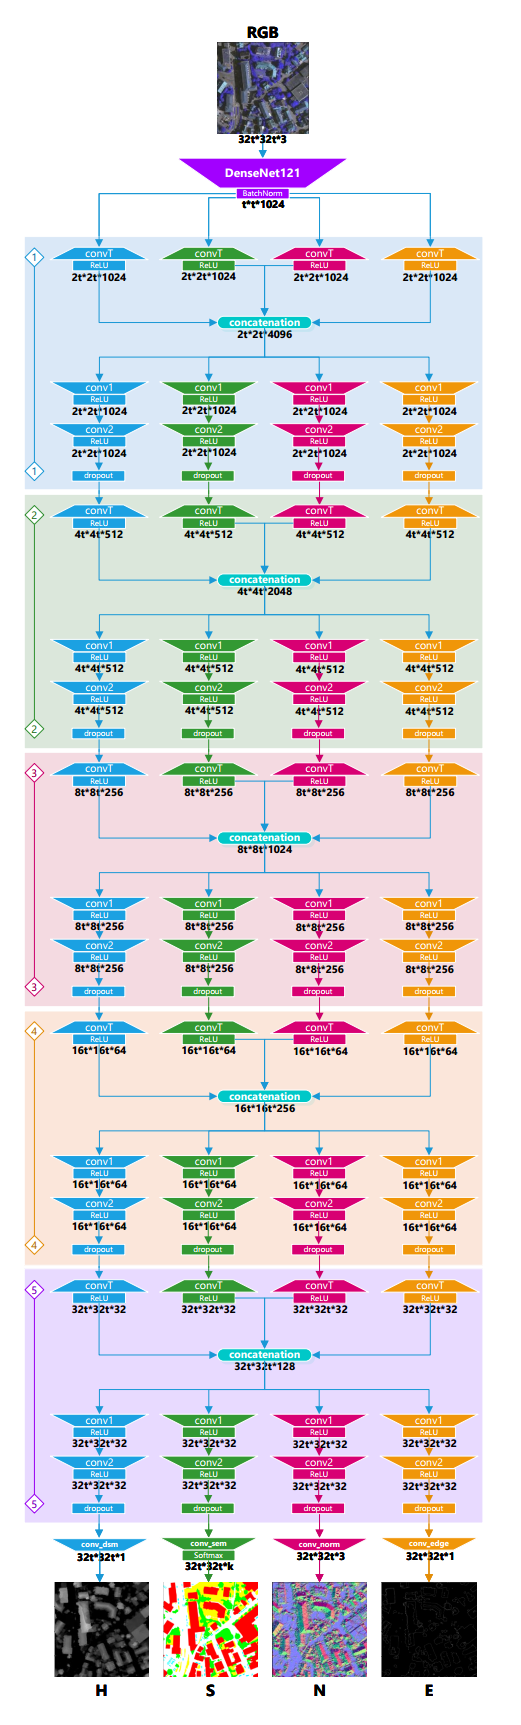 RGB
32t*32t*3
DenseNet121
BatchNorm
t*t*1024
1 convT convT convT convT
ReLU ReLU ReLU ReLU
2t*2t*1024 2t*2t*1024 2t*2t*1024 2t*2t*1024
concatenation
2t*2t*4096
conv1 conv1 conv1 conv1
ReLU ReLU ReLU ReLU
2t*2t*1024 2t*2t*1024 2t*2t*1024 2t*2t*1024
conv2 conv2 conv2 conv2
ReLU ReLU ReLU ReLU
2t*2t*1024 2t*2t*1024 2t*2t*1024 2t*2t*1024
1 dropout dropout dropout dropout
2 convT convT convT convT
ReLU ReLU ReLU ReLU
4t*4t*512 4t*4t*512 4t*4t*512 4t*4t*512
concatenation
4t*4t*2048
conv1 conv1 conv1 conv1
ReLU ReLU ReLU ReLU
4t*4t*512 4t*4t*512 4t*4t*512 4t*4t*512
conv2 conv2 conv2 conv2
ReLU ReLU ReLU ReLU
4t*4t*512 4t*4t*512 4t*4t*512 4t*4t*512
2 dropout dropout dropout dropout
3 convT convT convT convT
ReLU ReLU ReLU ReLU
8t*8t*256 8t*8t*256 8t*8t*256 8t*8t*256
concatenation
8t*8t*1024
conv1 conv1 conv1 conv1
ReLU ReLU ReLU ReLU
8t*8t*256 8t*8t*256 8t*8t*256 8t*8t*256
conv2 conv2 conv2 conv2
ReLU ReLU ReLU ReLU
8t*8t*256 8t*8t*256 8t*8t*256 8t*8t*256
3 dropout dropout dropout dropout
4 convT convT convT convT
ReLU ReLU ReLU ReLU
16t*16t*64 16t*16t*64 16t*16t*64 16t*16t*64
concatenation
16t*16t*256
conv1 conv1 conv1 conv1
ReLU ReLU ReLU ReLU
16t*16t*64 16t*16t*64 16t*16t*64 16t*16t*64
conv2 conv2 conv2 conv2
ReLU ReLU ReLU ReLU
16t*16t*64 16t*16t*64 16t*16t*64 16t*16t*64
4 dropout dropout dropout dropout
5 convT convT convT convT
ReLU ReLU ReLU ReLU
32t*32t*32 32t*32t*32 32t*32t*32 32t*32t*32
concatenation
32t*32t*128
conv1 conv1 conv1 conv1
ReLU ReLU ReLU ReLU
32t*32t*32 32t*32t*32 32t*32t*32 32t*32t*32
conv2 conv2 conv2 conv2
ReLU ReLU ReLU ReLU
32t*32t*32 32t*32t*32 32t*32t*32 32t*32t*32
5 dropout dropout dropout dropout
conv_dsm conv_sem conv_norm conv_edge
32t*32t*1 Softmax 32t*32t*3 32t*32t*1
32t*32t*k
H S N E